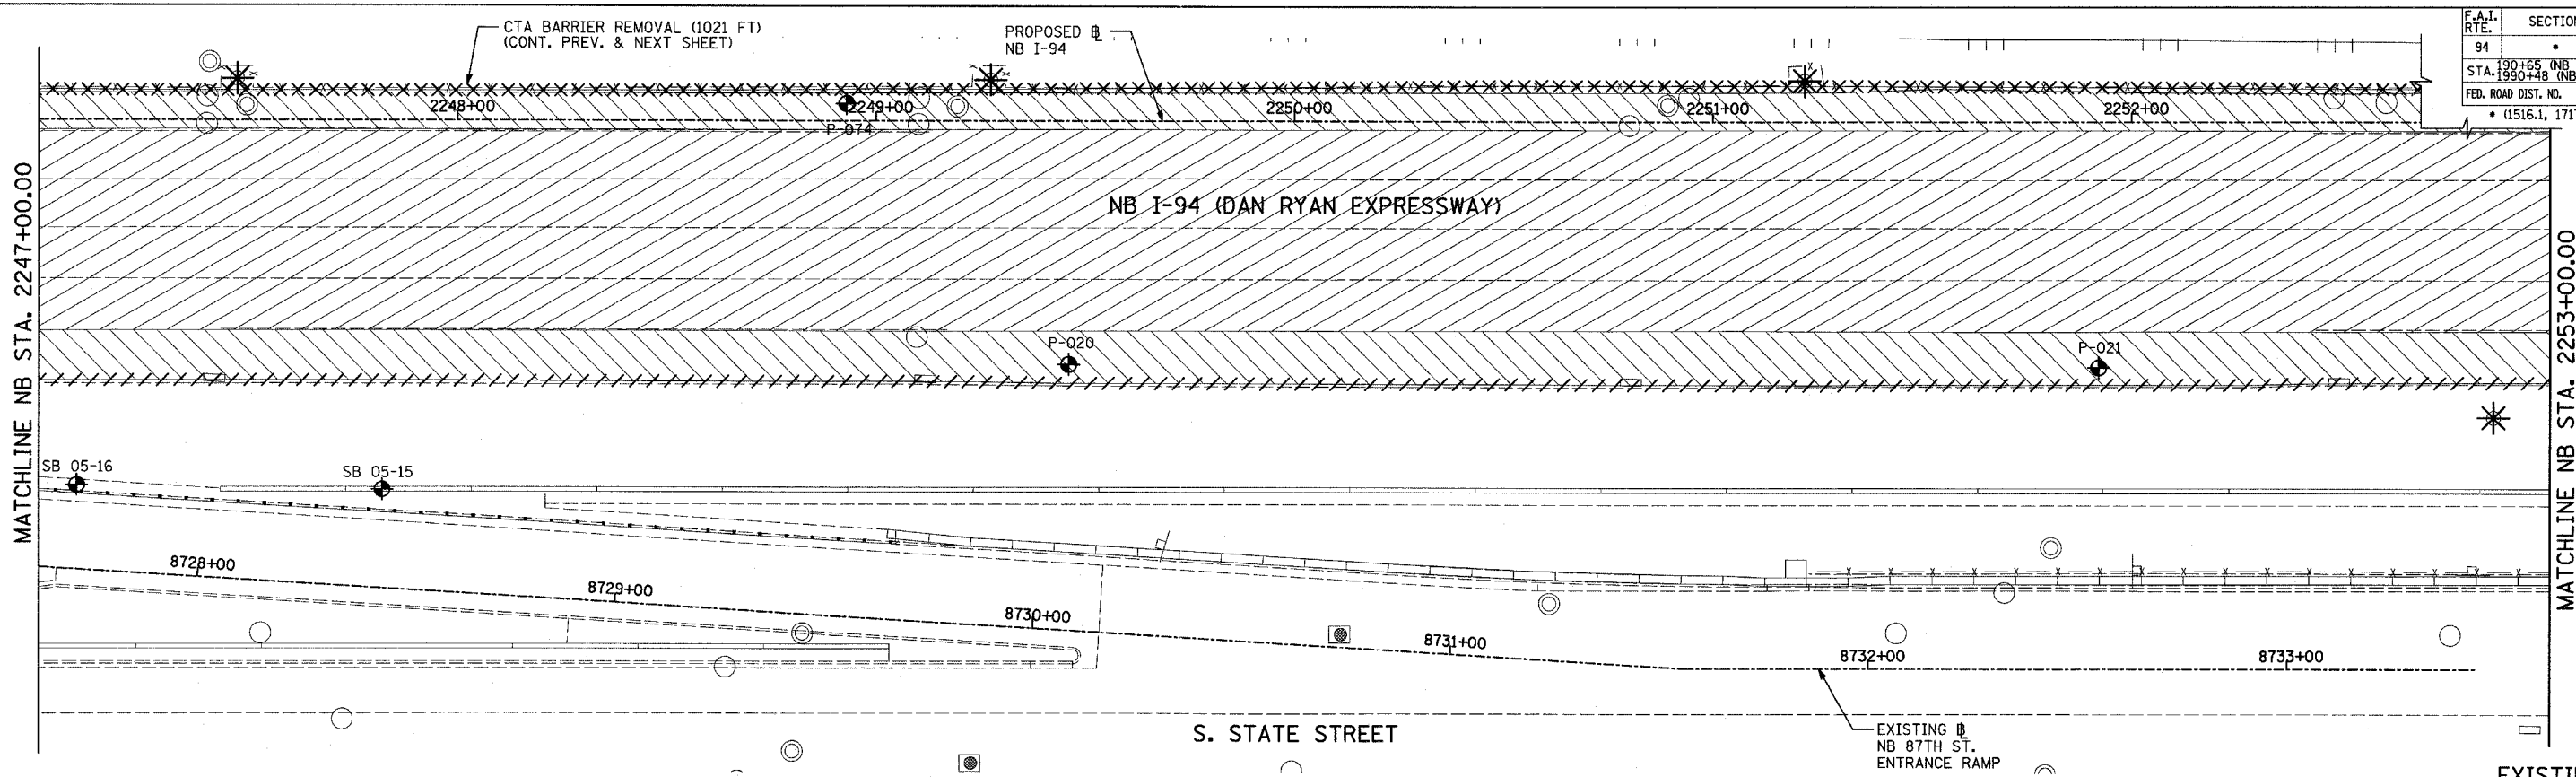 CTA BARRIER REMOVAL (1021 FT)
(CONT. PREV. & NEXT SHEET)
PROPOSED ℄
NB I-94
F.A.I.
RTE.
SECTION
94
•
STA. 190+65 (NB
1990+48 (NB
FED. ROAD DIST. NO.
• (1516.1, 171
2248+00
2249+00
2250+00
2251+00
2252+00
P-074
NB I-94 (DAN RYAN EXPRESSWAY)
MATCHLINE NB STA. 2247+00.00
MATCHLINE NB STA. 2253+00.00
P-020
P-021
SB 05-16
SB 05-15
8728+00
8729+00
8730+00
8731+00
8732+00
8733+00
S. STATE STREET
EXISTING ℄
NB 87TH ST.
ENTRANCE RAMP